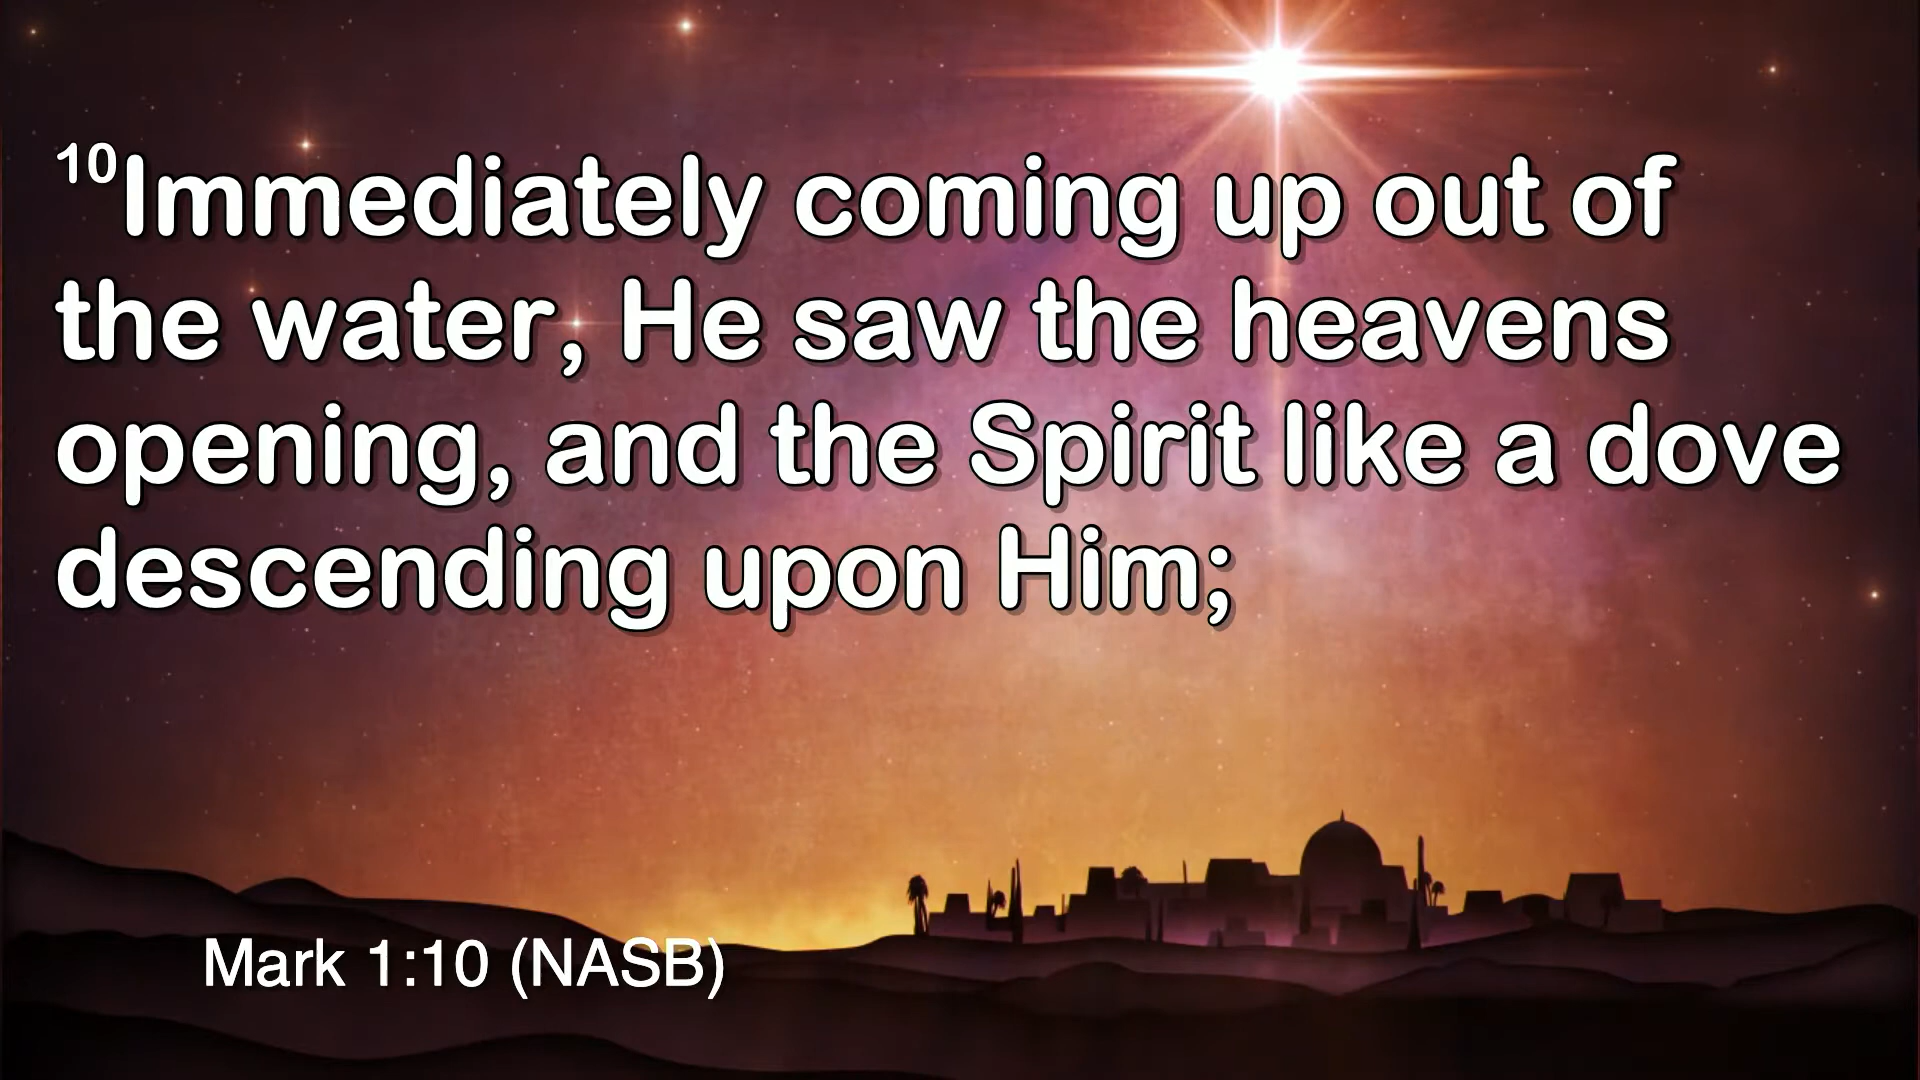 10Immediately coming up out of
the water, He saw the heavens
opening, and the Spirit like a dove
descending upon Him;
Mark 1:10 (NASB)